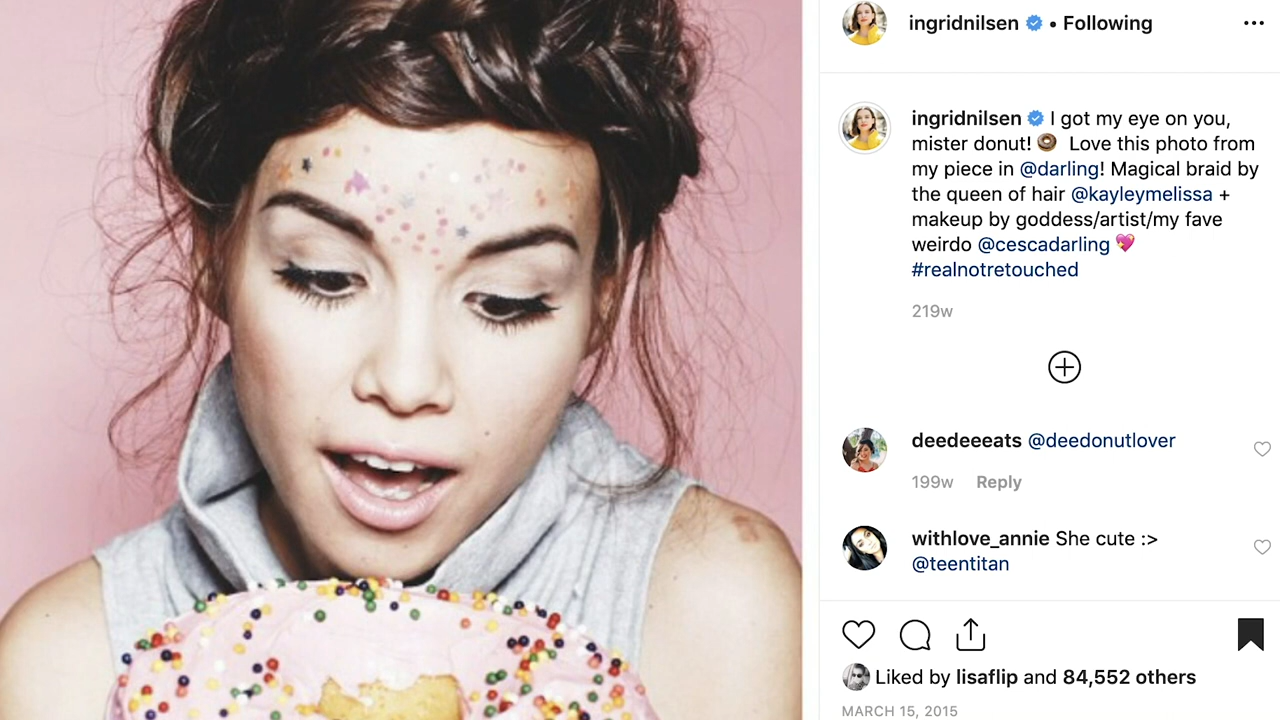 ingridnilsen • Following
ingridnilsen I got my eye on you,
mister donut! 🍩 Love this photo from
my piece in @darling! Magical braid by
the queen of hair @kayleymelissa +
makeup by goddess/artist/my fave
weirdo @cescadarling 💖
#realnotretouched
219w
deedeeeats @deedonutlover
199w Reply
withlove_annie She cute :>
@teentitan
Liked by lisaflip and 84,552 others
MARCH 15, 2015